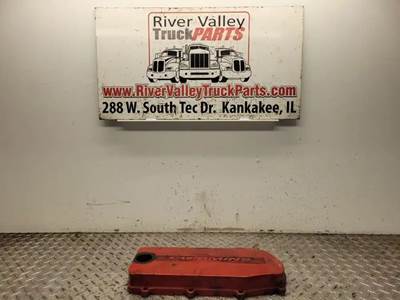 River Valley
TruckPARTS
www.RiverValleyTruckParts.com
288 W. South Tec Dr. Kankakee, IL